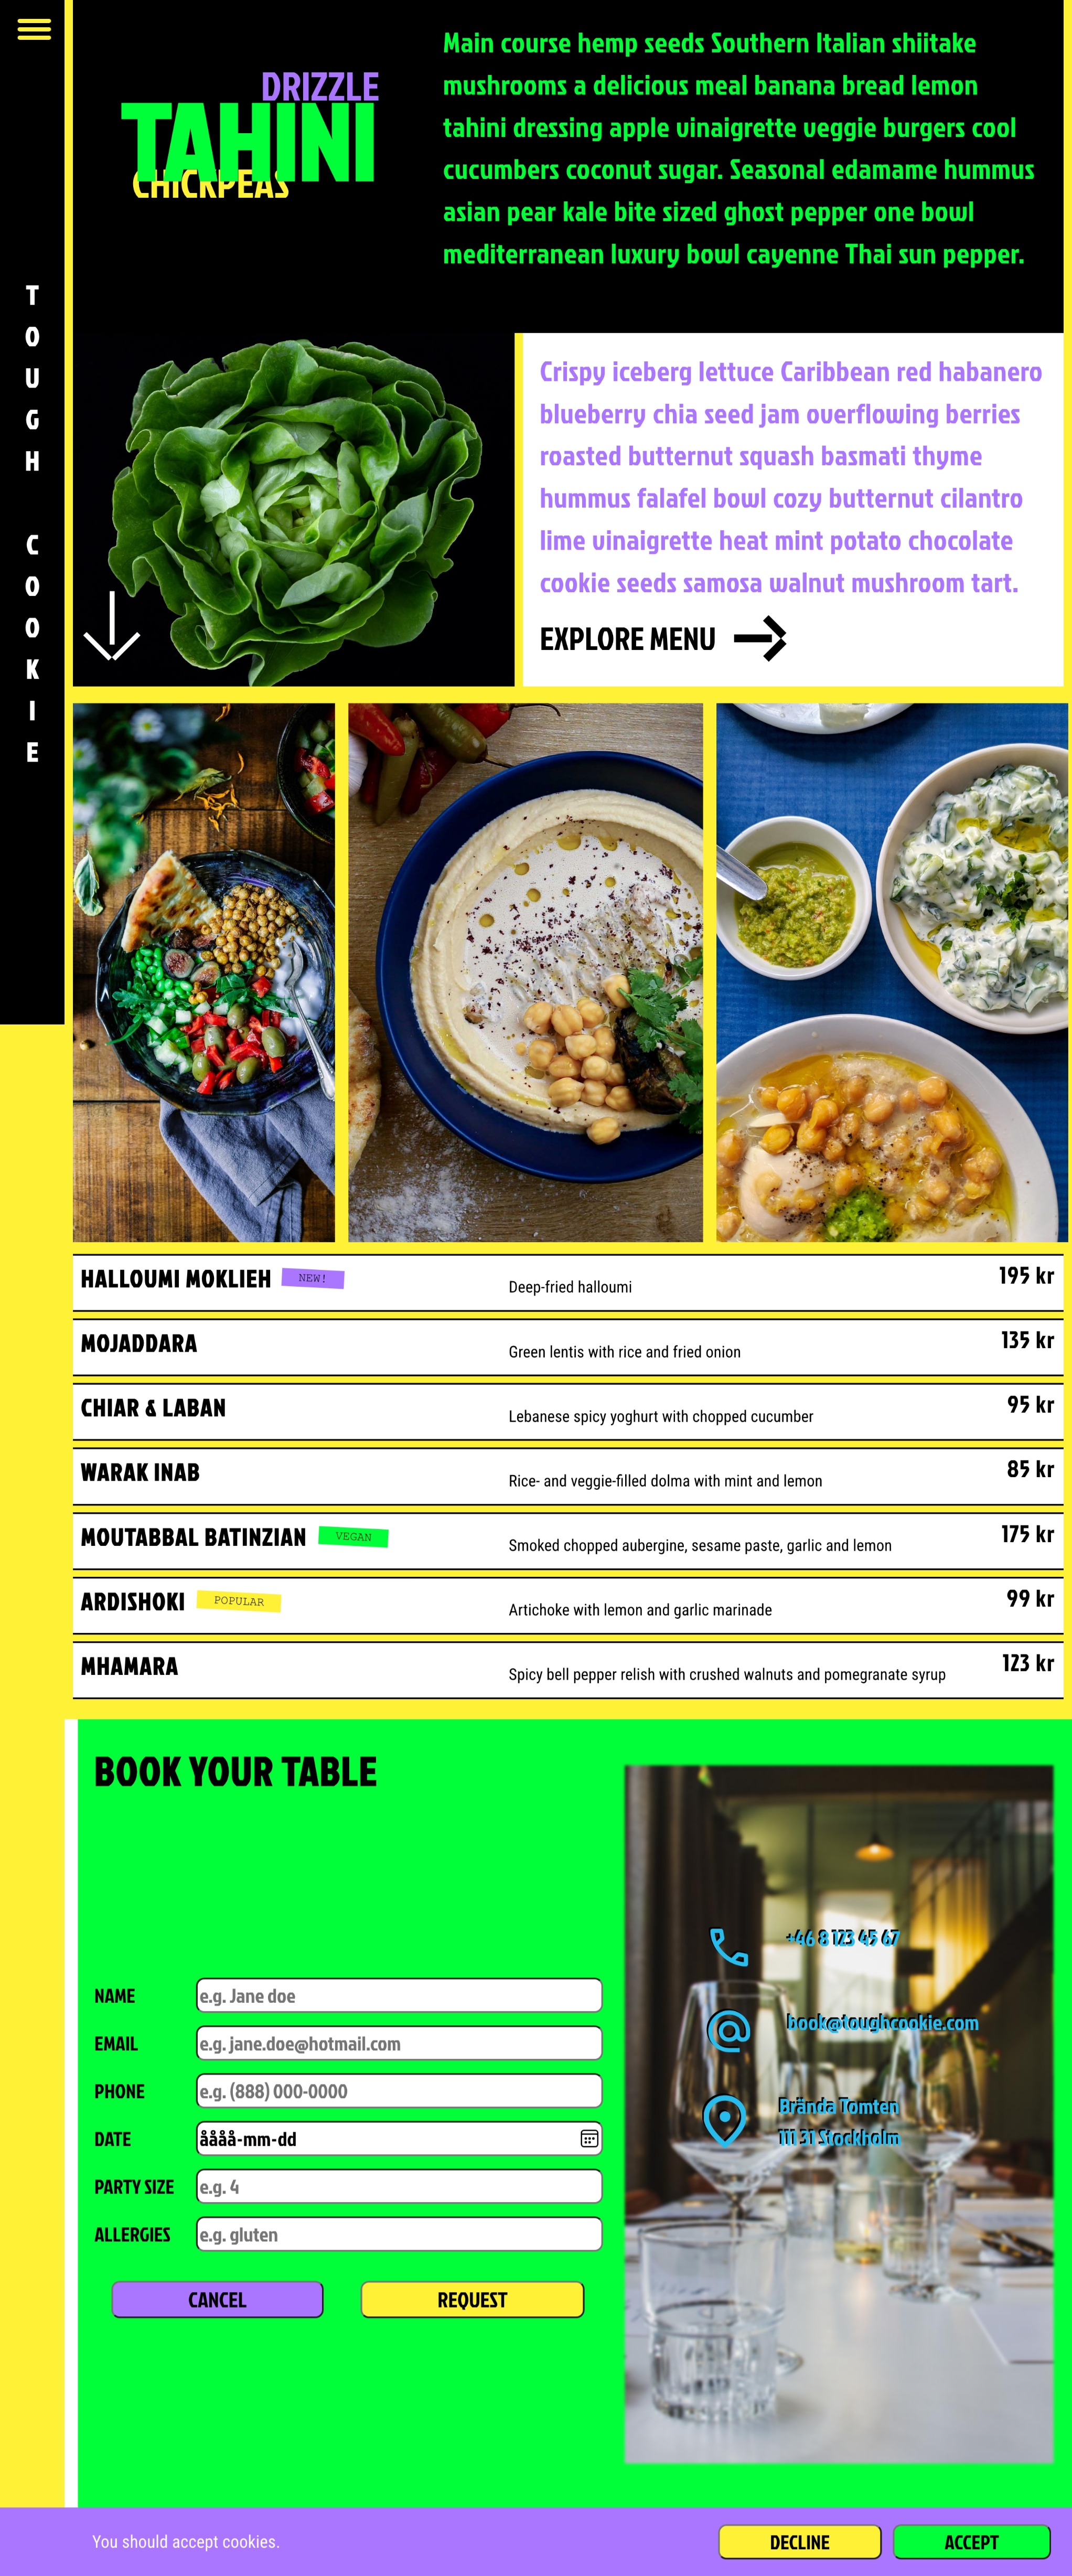 DRIZZLE
TAHINI
CHICKPEAS
Main course hemp seeds Southern Italian shiitake
mushrooms a delicious meal banana bread lemon
tahini dressing apple vinaigrette veggie burgers cool
cucumbers coconut sugar. Seasonal edamame hummus
asian pear kale bite sized ghost pepper one bowl
mediterranean luxury bowl cayenne Thai sun pepper.
TOUGH COOKIE
Crispy iceberg lettuce Caribbean red habanero
blueberry chia seed jam overflowing berries
roasted butternut squash basmati thyme
hummus falafel bowl cozy butternut cilantro
lime vinaigrette heat mint potato chocolate
cookie seeds samosa walnut mushroom tart.
EXPLORE MENU
HALLOUMI MOKLIEH NEW! Deep-fried halloumi 195 kr
MOJADDARA Green lentis with rice and fried onion 135 kr
CHIAR & LABAN Lebanese spicy yoghurt with chopped cucumber 95 kr
WARAK INAB Rice- and veggie-filled dolma with mint and lemon 85 kr
MOUTABBAL BATINZIAN VEGAN Smoked chopped aubergine, sesame paste, garlic and lemon 175 kr
ARDISHOKI POPULAR Artichoke with lemon and garlic marinade 99 kr
MHAMARA Spicy bell pepper relish with crushed walnuts and pomegranate syrup 123 kr
BOOK YOUR TABLE
NAME e.g. Jane doe
EMAIL e.g. jane.doe@hotmail.com
PHONE e.g. (888) 000-0000
DATE åååå-mm-dd
PARTY SIZE e.g. 4
ALLERGIES e.g. gluten
CANCEL REQUEST
+46 8 123 45 67
book@toughcookie.com
Brända Tomten
111 31 Stockholm
You should accept cookies.
DECLINE ACCEPT